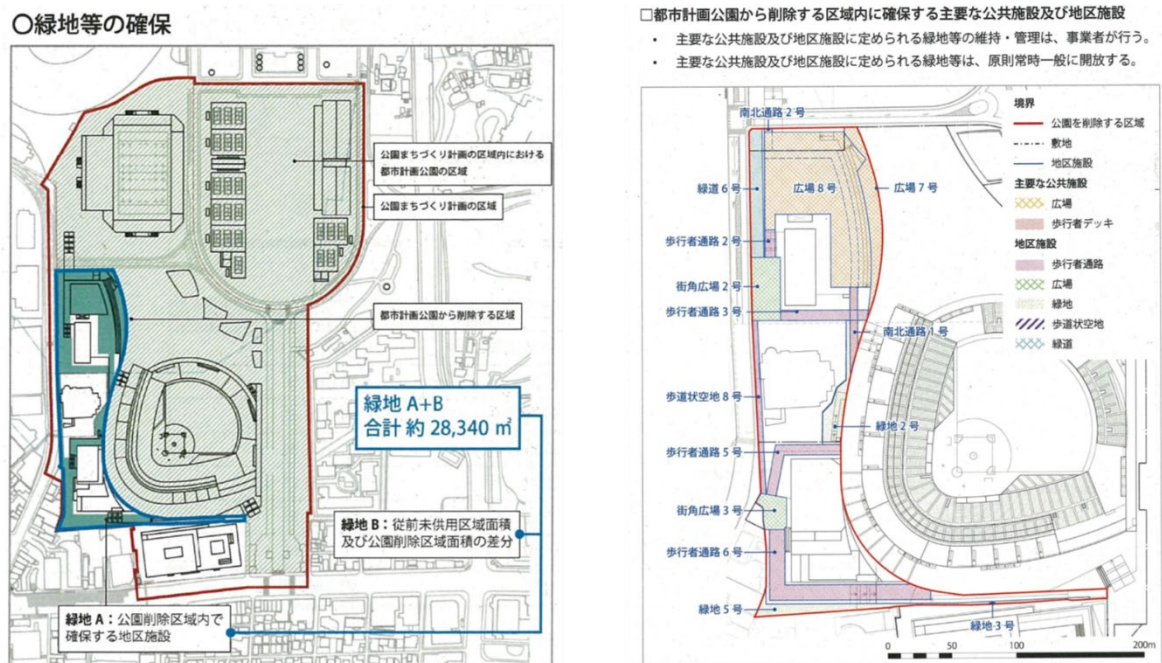 〇緑地等の確保
公園まちづくり計画の区域内における
都市計画公園の区域
公園まちづくり計画の区域
都市計画公園から削除する区域
緑地 A+B
合計 約 28,340 ㎡
緑地 B：従前未供用区域面積
及び公園削除区域面積の差分
緑地 A：公園削除区域内で
確保する地区施設
□都市計画公園から削除する区域内に確保する主要な公共施設及び地区施設
・ 主要な公共施設及び地区施設に定められる緑地等の維持・管理は、事業者が行う。
・ 主要な公共施設及び地区施設に定められる緑地等は、原則常時一般に開放する。
南北通路 2 号
緑道 6 号
広場 8 号
広場 7 号
歩行者通路 2 号
街角広場 2 号
歩行者通路 3 号
南北通路 1 号
歩道状空地 8 号
緑地 2 号
歩行者通路 5 号
街角広場 3 号
歩行者通路 6 号
緑地 5 号
緑地 3 号
境界
公園を削除する区域
敷地
地区施設
主要な公共施設
広場
歩行者デッキ
地区施設
歩行者通路
広場
緑地
歩道状空地
緑道
0 50 100 200m